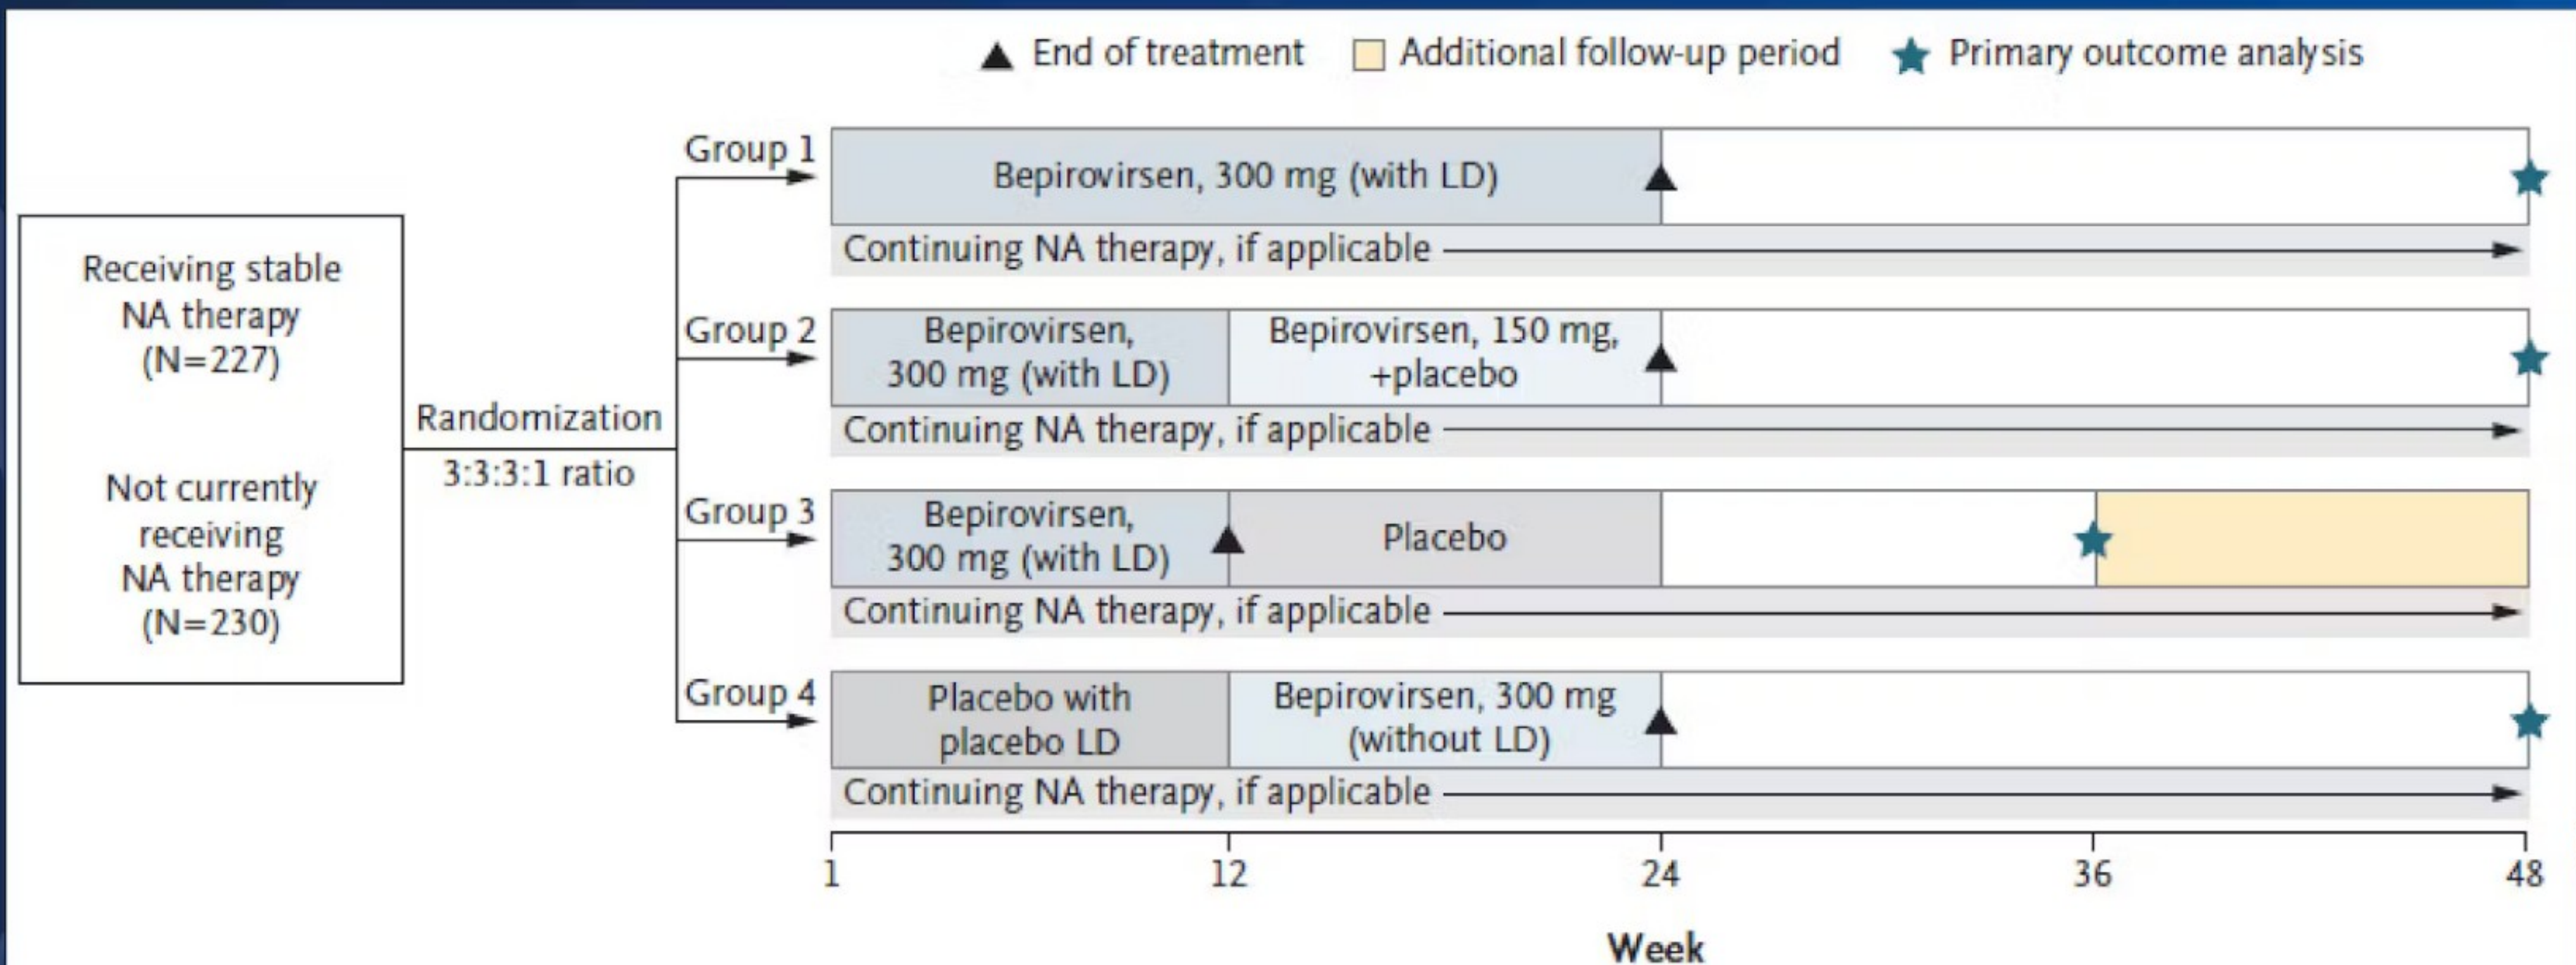 End of treatment
Additional follow-up period
Primary outcome analysis
Receiving stable
NA therapy
(N=227)
Not currently
receiving
NA therapy
(N=230)
Randomization
3:3:3:1 ratio
Group 1
Bepirovirsen, 300 mg (with LD)
Continuing NA therapy, if applicable
Group 2
Bepirovirsen,
300 mg (with LD)
Bepirovirsen, 150 mg,
+placebo
Continuing NA therapy, if applicable
Group 3
Bepirovirsen,
300 mg (with LD)
Placebo
Continuing NA therapy, if applicable
Group 4
Placebo with
placebo LD
Bepirovirsen, 300 mg
(without LD)
Continuing NA therapy, if applicable
1 12 24 36 48
Week